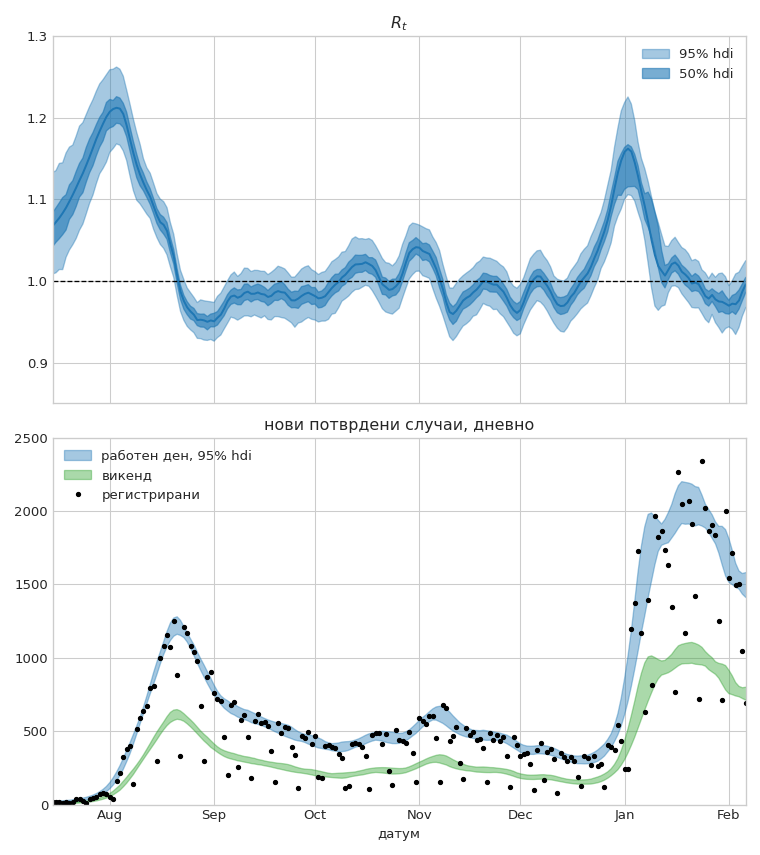 R_t
1.3
95% hdi
50% hdi
1.2
1.1
1.0
0.9
нови потврдени случаи, дневно
2500
работен ден, 95% hdi
викенд
регистрирани
2000
1500
1000
500
0
Aug Sep Oct Nov Dec Jan Feb
датум